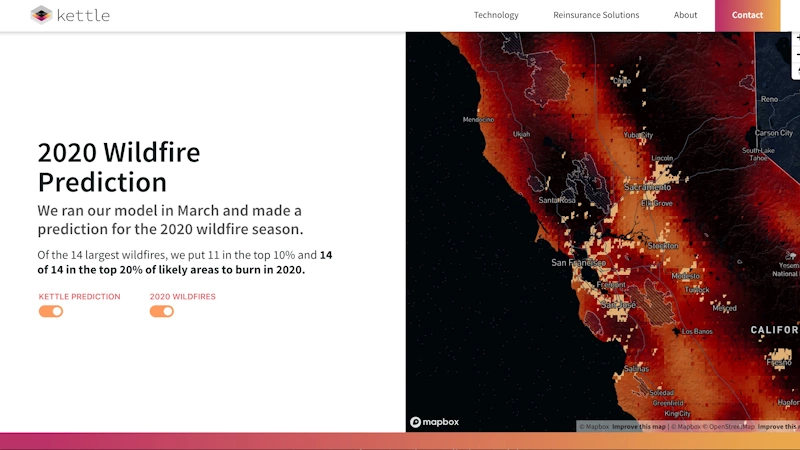 kettle
Technology
Reinsurance Solutions
About
Contact
2020 Wildfire
Prediction
We ran our model in March and made a
prediction for the 2020 wildfire season.
Of the 14 largest wildfires, we put 11 in the top 10% and 14
of 14 in the top 20% of likely areas to burn in 2020.
KETTLE PREDICTION
2020 WILDFIRES
Chico
Reno
Mendocino
Ukiah
Yuba City
Carson City
Lincoln
South Lake
Tahoe
Sacramento
Santa Rosa
Elk Grove
Stockton
San Francisco
Yosem
National
Modesto
Fremont
Turlock
San José
Merced
Los Banos
CALIFOR
Fresno
Salinas
Soledad
Greenfield
King City
Hanfor
mapbox
© Mapbox Improve this map | © Mapbox © OpenStreetMap Improve this